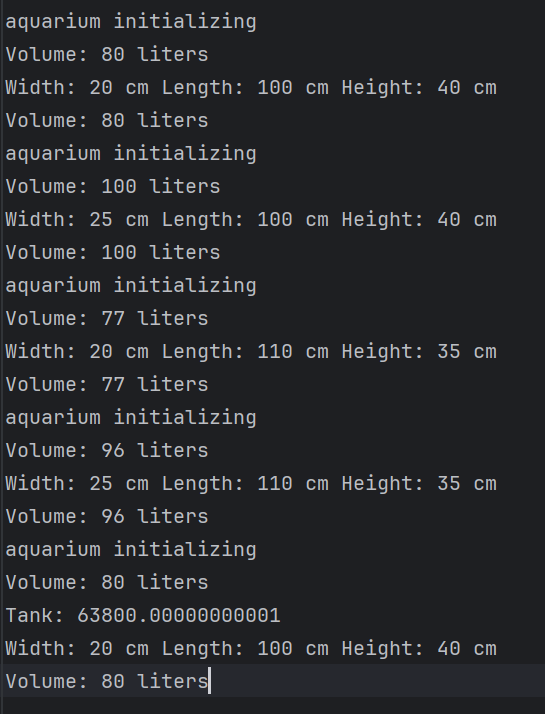 aquarium initializing
Volume: 80 liters
Width: 20 cm Length: 100 cm Height: 40 cm
Volume: 80 liters
aquarium initializing
Volume: 100 liters
Width: 25 cm Length: 100 cm Height: 40 cm
Volume: 100 liters
aquarium initializing
Volume: 77 liters
Width: 20 cm Length: 110 cm Height: 35 cm
Volume: 77 liters
aquarium initializing
Volume: 96 liters
Width: 25 cm Length: 110 cm Height: 35 cm
Volume: 96 liters
aquarium initializing
Volume: 80 liters
Tank: 63800.00000000001
Width: 20 cm Length: 100 cm Height: 40 cm
Volume: 80 liters